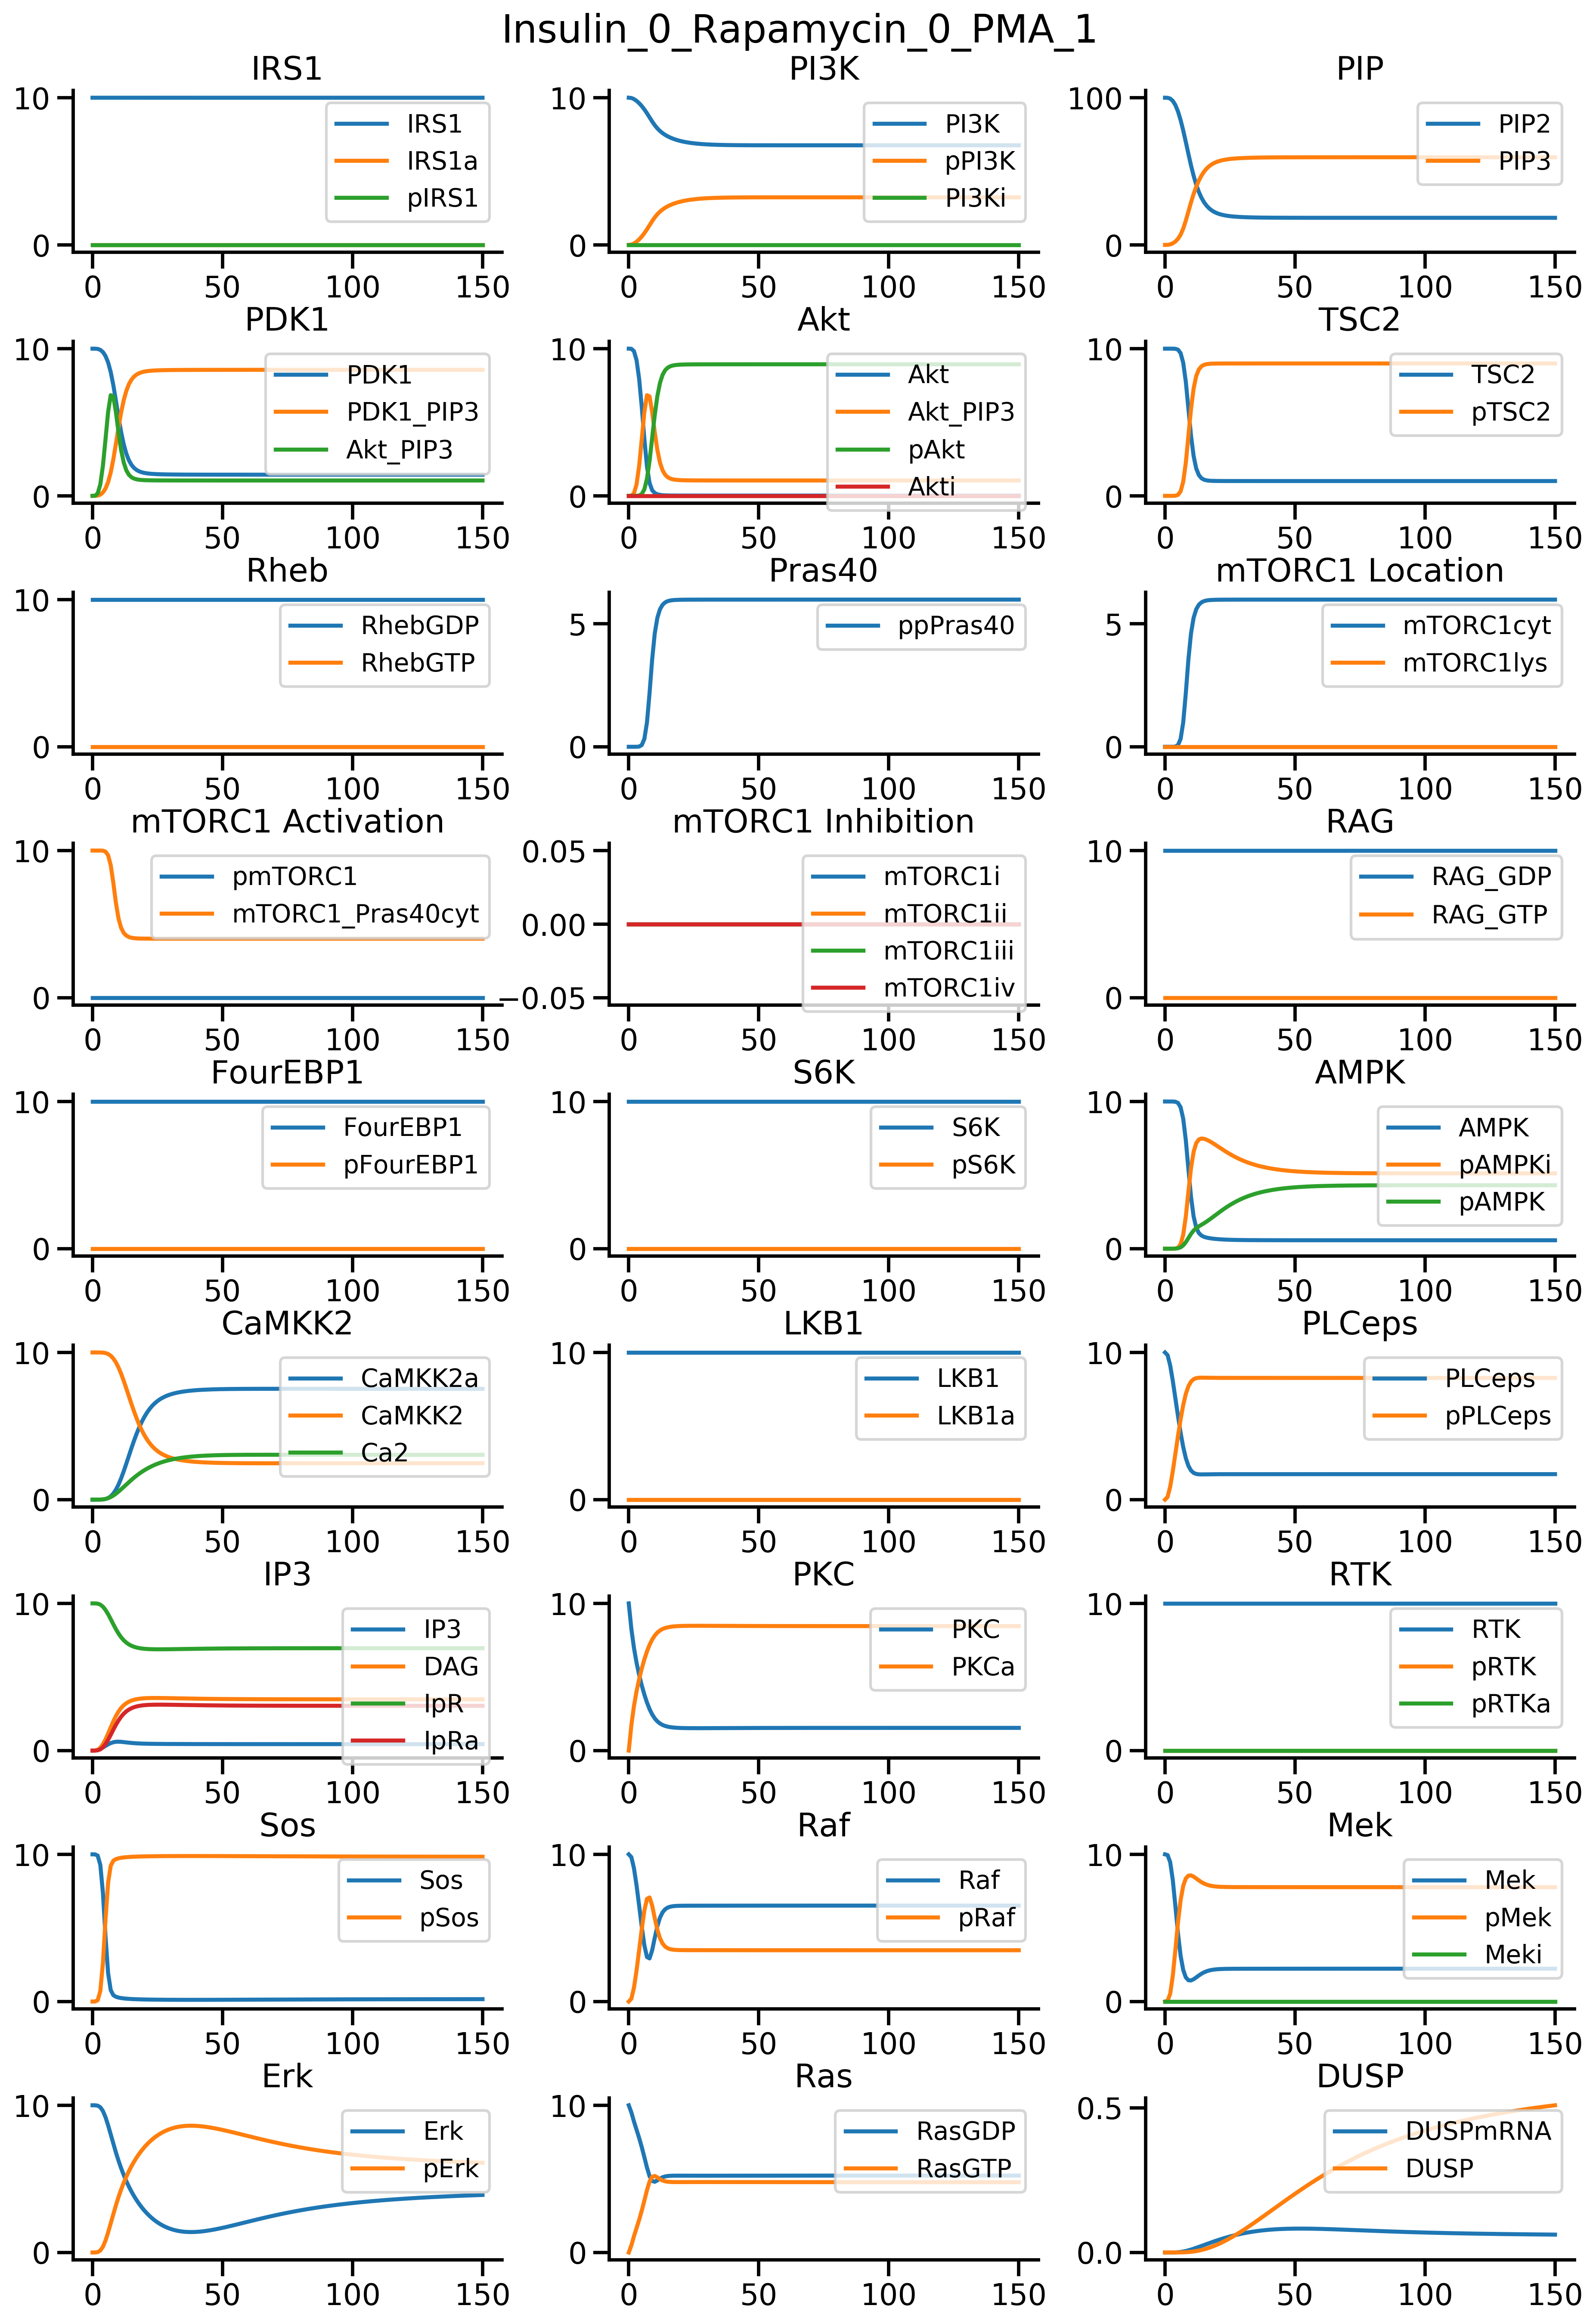 Insulin_0_Rapamycin_0_PMA_1
IRS1
PI3K
PIP
10
0
0 50 100 150
IRS1
IRS1a
pIRS1
10
0
0 50 100 150
PI3K
pPI3K
PI3Ki
100
0
0 50 100 150
PIP2
PIP3
PDK1
Akt
TSC2
10
0
0 50 100 150
PDK1
PDK1_PIP3
Akt_PIP3
10
0
0 50 100 150
Akt
Akt_PIP3
pAkt
Akti
10
0
0 50 100 150
TSC2
pTSC2
Rheb
Pras40
mTORC1 Location
10
0
0 50 100 150
RhebGDP
RhebGTP
5
0
0 50 100 150
ppPras40
5
0
0 50 100 150
mTORC1cyt
mTORC1lys
mTORC1 Activation
mTORC1 Inhibition
RAG
10
0
0 50 100 150
pmTORC1
mTORC1_Pras40cyt
0.05
0.00
−0.05
0 50 100 150
mTORC1i
mTORC1ii
mTORC1iii
mTORC1iv
10
0
0 50 100 150
RAG_GDP
RAG_GTP
FourEBP1
S6K
AMPK
10
0
0 50 100 150
FourEBP1
pFourEBP1
10
0
0 50 100 150
S6K
pS6K
10
0
0 50 100 150
AMPK
pAMPKi
pAMPK
CaMKK2
LKB1
PLCeps
10
0
0 50 100 150
CaMKK2a
CaMKK2
Ca2
10
0
0 50 100 150
LKB1
LKB1a
10
0
0 50 100 150
PLCeps
pPLCeps
IP3
PKC
RTK
10
0
0 50 100 150
IP3
DAG
IpR
IpRa
10
0
0 50 100 150
PKC
PKCa
10
0
0 50 100 150
RTK
pRTK
pRTKa
Sos
Raf
Mek
10
0
0 50 100 150
Sos
pSos
10
0
0 50 100 150
Raf
pRaf
10
0
0 50 100 150
Mek
pMek
Meki
Erk
Ras
DUSP
10
0
0 50 100 150
Erk
pErk
10
0
0 50 100 150
RasGDP
RasGTP
0.5
0.0
0 50 100 150
DUSPmRNA
DUSP